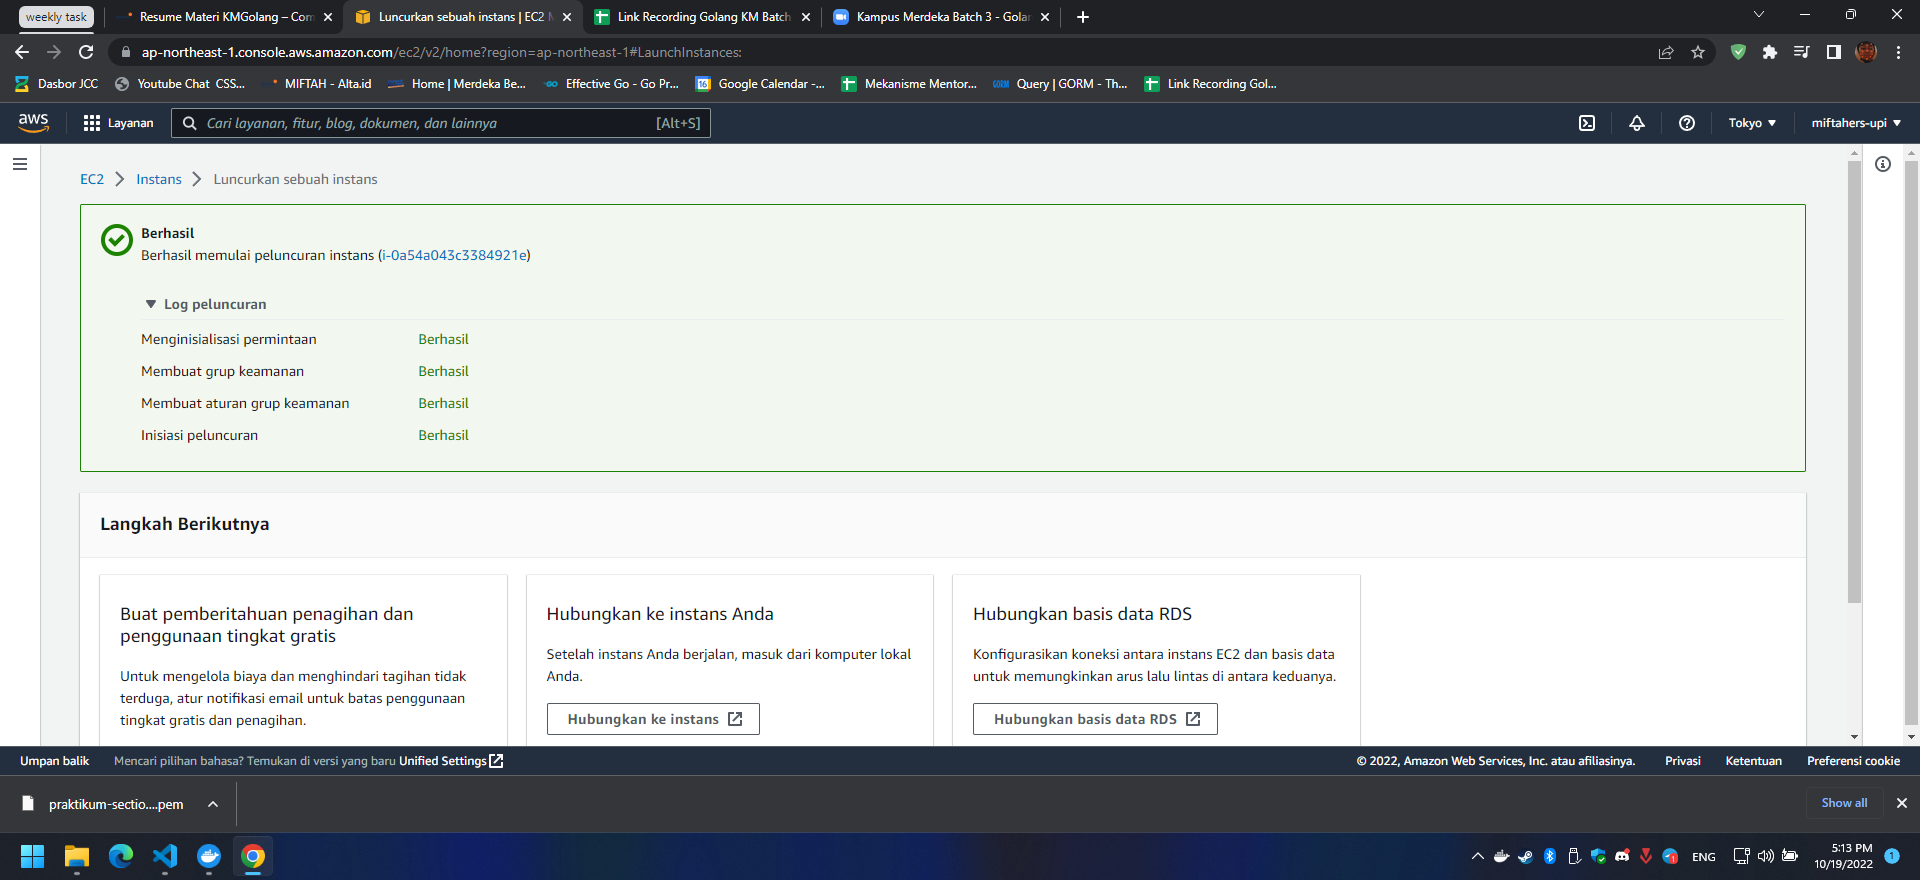 weekly task
Resume Materi KMGolang – Com
Luncurkan sebuah instans | EC2 M
Link Recording Golang KM Batch
Kampus Merdeka Batch 3 - Golan
ap-northeast-1.console.aws.amazon.com/ec2/v2/home?region=ap-northeast-1#LaunchInstances:
Dasbor JCC
Youtube Chat CSS...
MIFTAH - Alta.id
Home | Merdeka Be...
Effective Go - Go Pr...
16
Google Calendar -...
Mekanisme Mentor...
GORM
Query | GORM - Th...
Link Recording Gol...
aws
Layanan
Cari layanan, fitur, blog, dokumen, dan lainnya
[Alt+S]
Tokyo
miftahers-upi
EC2
Instans
Luncurkan sebuah instans
Berhasil
Berhasil memulai peluncuran instans (i-0a54a043c3384921e)
Log peluncuran
Menginisialisasi permintaan
Berhasil
Membuat grup keamanan
Berhasil
Membuat aturan grup keamanan
Berhasil
Inisiasi peluncuran
Berhasil
Langkah Berikutnya
Buat pemberitahuan penagihan dan
penggunaan tingkat gratis
Untuk mengelola biaya dan menghindari tagihan tidak
terduga, atur notifikasi email untuk batas penggunaan
tingkat gratis dan penagihan.
Hubungkan ke instans Anda
Setelah instans Anda berjalan, masuk dari komputer lokal
Anda.
Hubungkan ke instans
Hubungkan basis data RDS
Konfigurasikan koneksi antara instans EC2 dan basis data
untuk memungkinkan arus lalu lintas di antara keduanya.
Hubungkan basis data RDS
Umpan balik
Mencari pilihan bahasa? Temukan di versi yang baru Unified Settings
© 2022, Amazon Web Services, Inc. atau afiliasinya.
Privasi
Ketentuan
Preferensi cookie
praktikum-sectio....pem
Show all
ENG
5:13 PM
10/19/2022
1